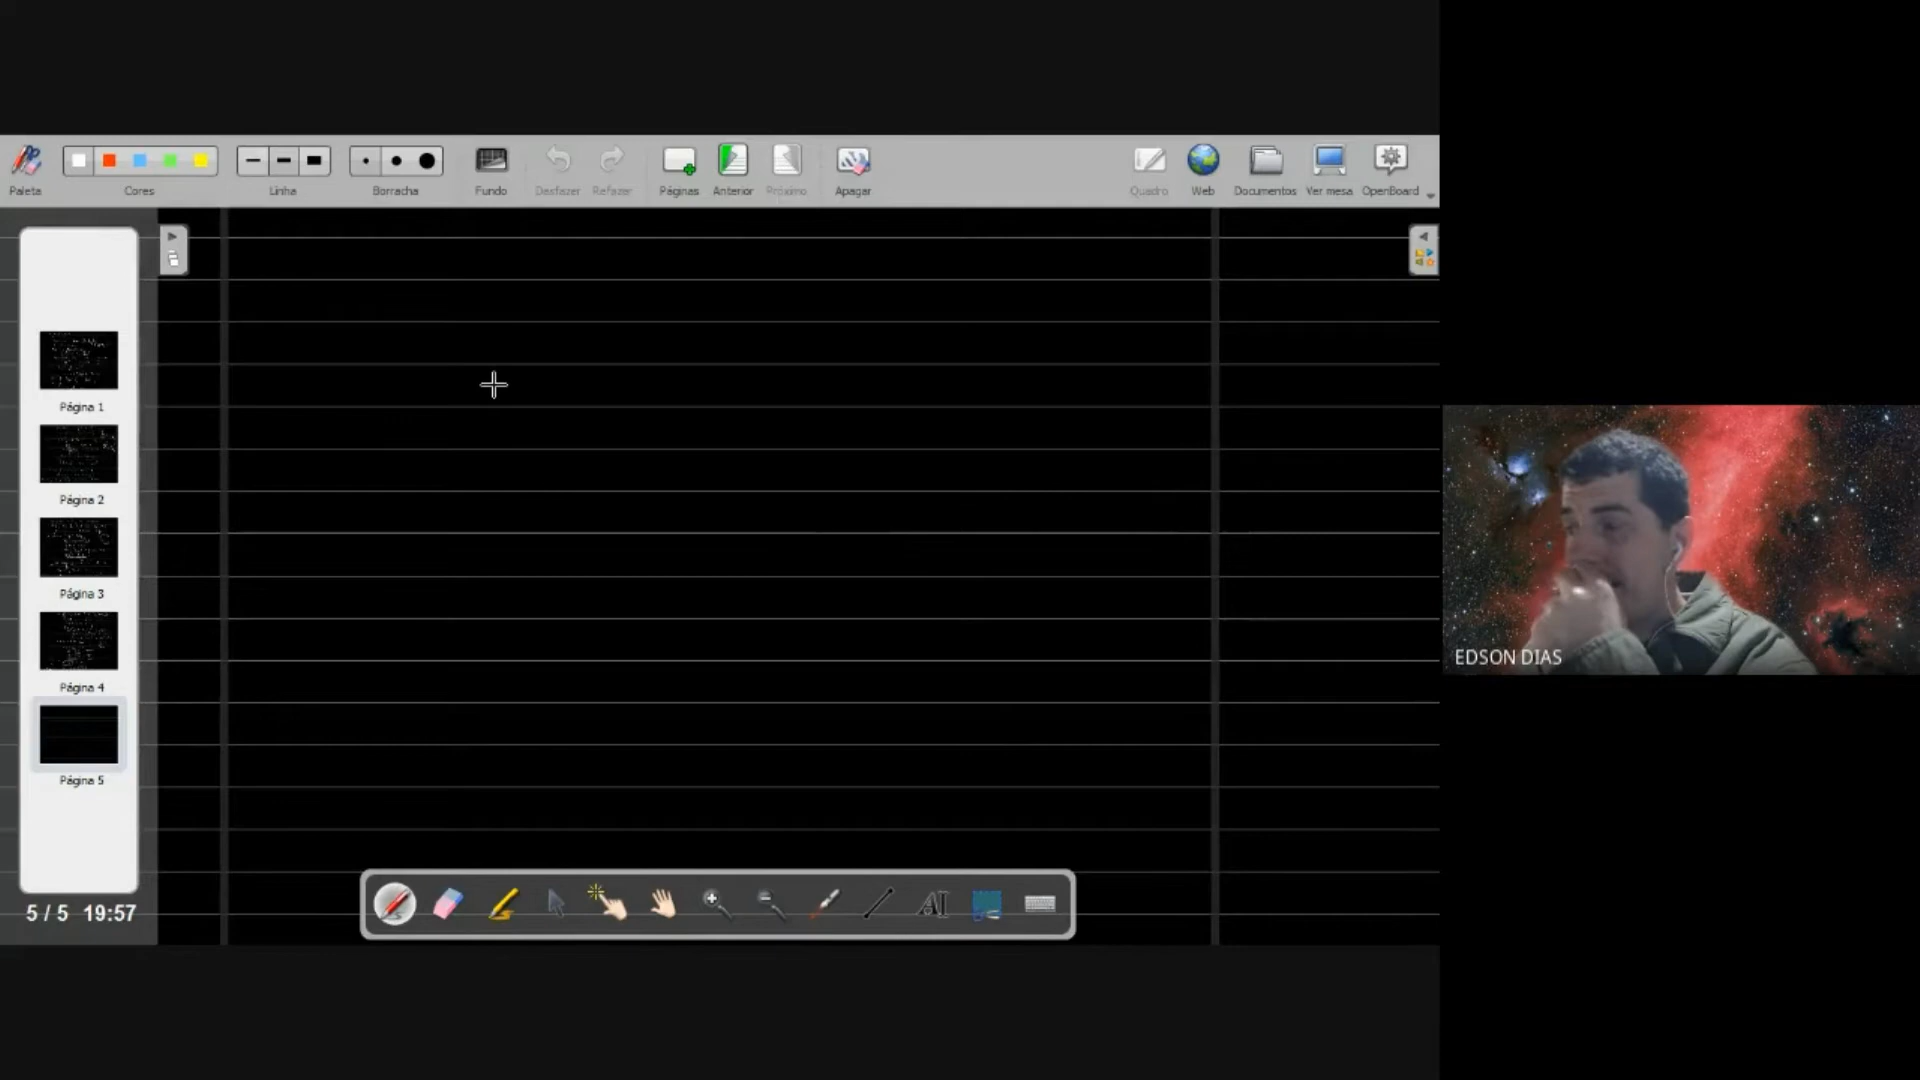 Paleta
Cores
Linha
Borracha
Fundo
Desfazer
Refazer
Páginas
Anterior
Próximo
Apagar
Quadro
Web
Documentos
Ver mesa
OpenBoard
Página 1
Página 2
Página 3
Página 4
Página 5
5 / 5 19:57
AI
EDSON DIAS